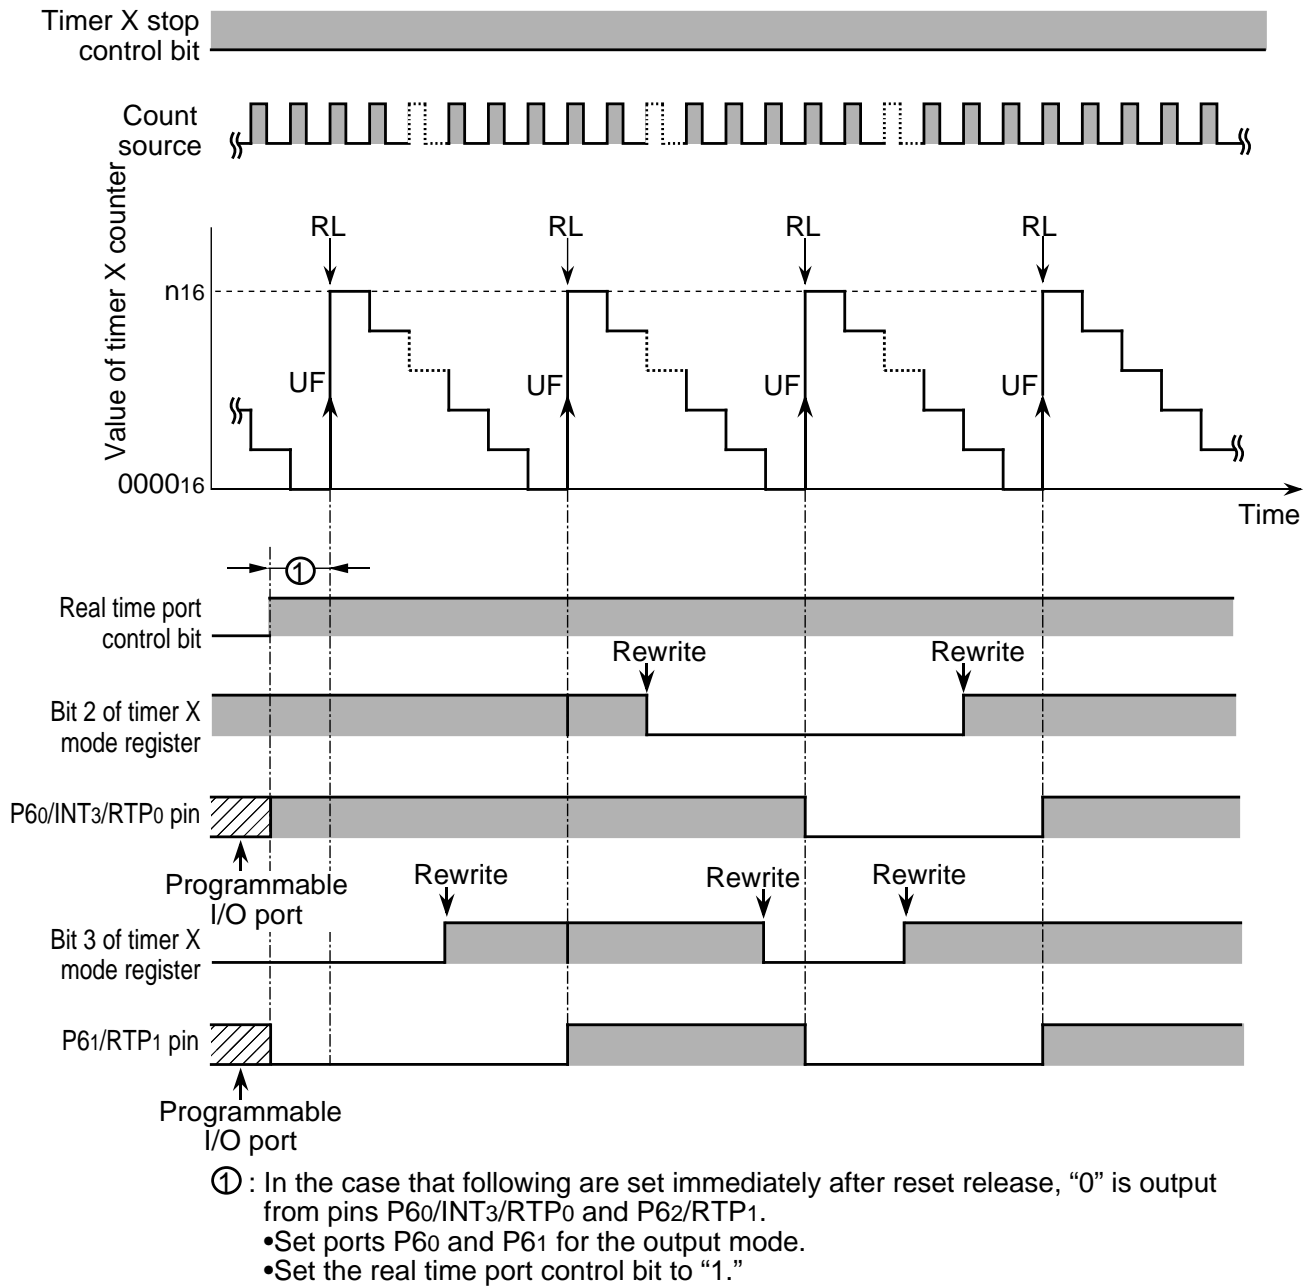 Timer X stop
control bit
Count
source
Value of timer X counter
RL RL RL RL
n16
UF UF UF UF
000016
Time
①
Real time port
control bit
Rewrite Rewrite
Bit 2 of timer X
mode register
P60/INT3/RTP0 pin
Programmable
I/O port
Rewrite Rewrite Rewrite
Bit 3 of timer X
mode register
P61/RTP1 pin
Programmable
I/O port
① : In the case that following are set immediately after reset release, “0” is output
from pins P60/INT3/RTP0 and P62/RTP1.
•Set ports P60 and P61 for the output mode.
•Set the real time port control bit to “1.”